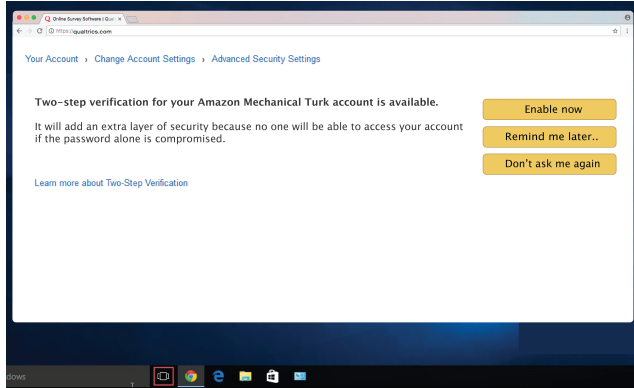 Online Survey Software | Qual
https://qualtrics.com
Your Account › Change Account Settings › Advanced Security Settings
Two-step verification for your Amazon Mechanical Turk account is available.
It will add an extra layer of security because no one will be able to access your account
if the password alone is compromised.
Learn more about Two-Step Verification
Enable now
Remind me later..
Don't ask me again
dows